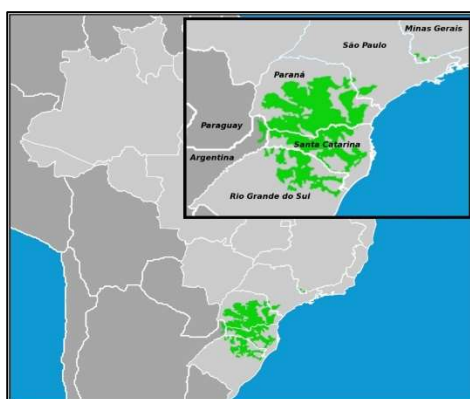 Minas Gerais
São Paulo
Paraná
Paraguay
Santa Catarina
Argentina
Rio Grande do Sul